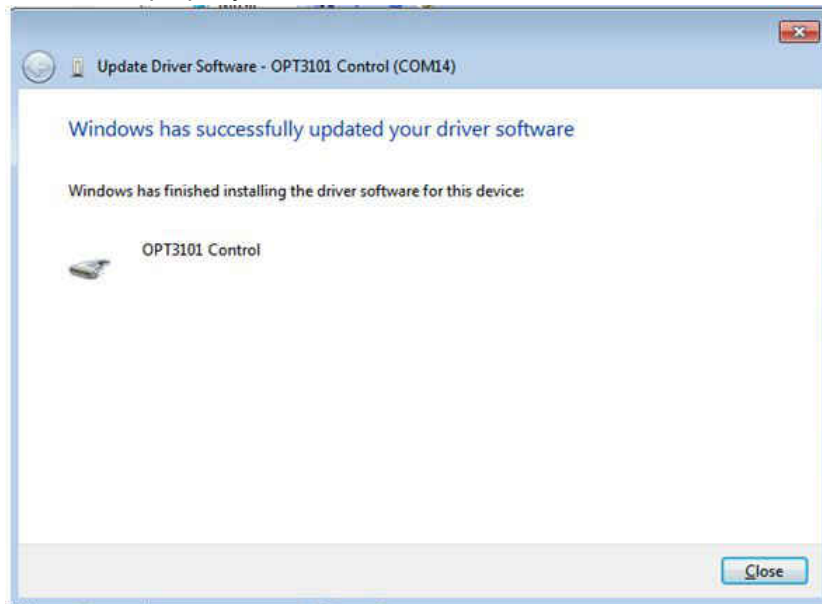 Update Driver Software - OPT3101 Control (COM14)
Windows has successfully updated your driver software
Windows has finished installing the driver software for this device:
OPT3101 Control
Close